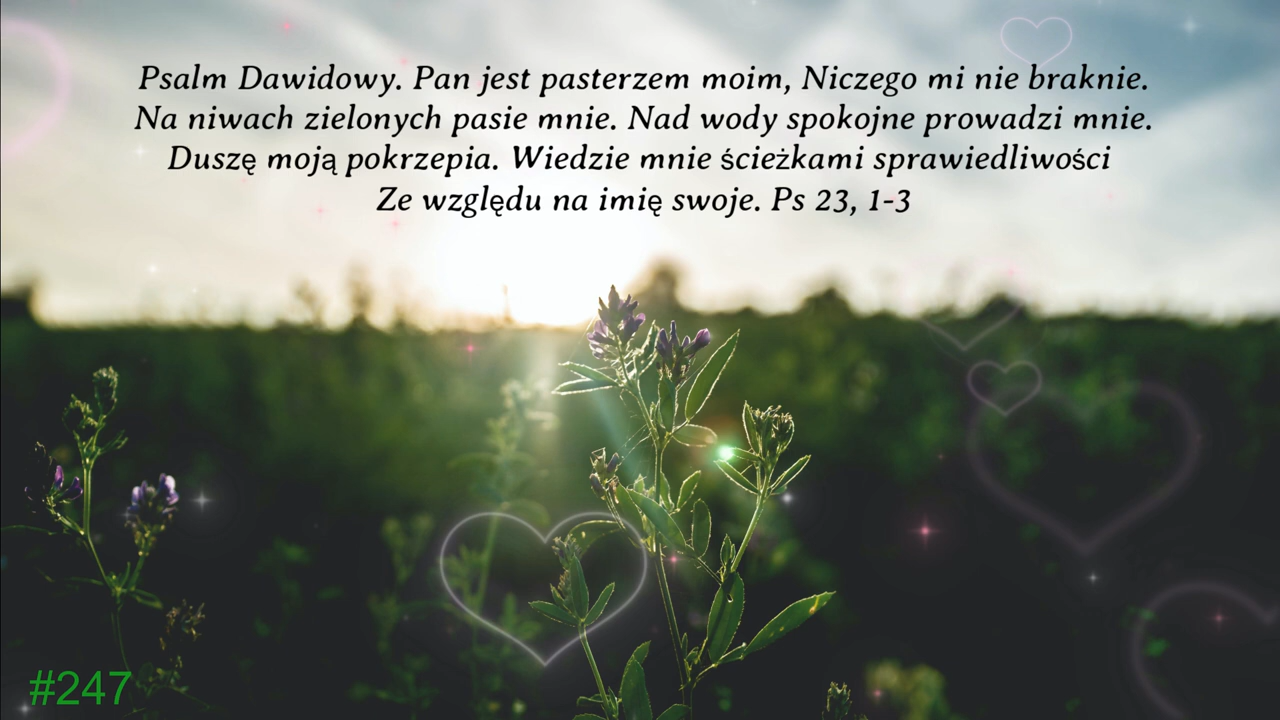 Psalm Dawidowy. Pan jest pasterzem moim, Niczego mi nie braknie.
Na niwach zielonych pasie mnie. Nad wody spokojne prowadzi mnie.
Duszę moją pokrzepia. Wiedzie mnie ścieżkami sprawiedliwości
Ze względu na imię swoje. Ps 23, 1-3
#247